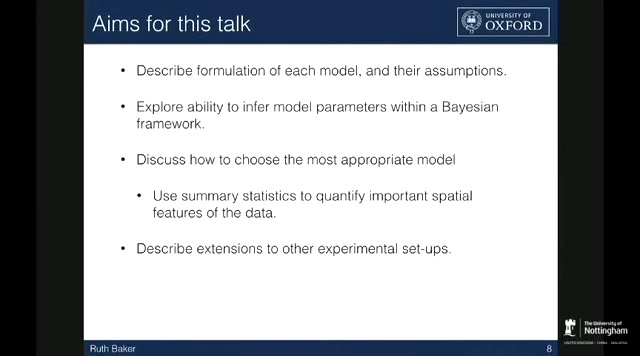 Aims for this talk
UNIVERSITY OF
OXFORD
• Describe formulation of each model, and their assumptions.
• Explore ability to infer model parameters within a Bayesian
framework.
• Discuss how to choose the most appropriate model
• Use summary statistics to quantify important spatial
features of the data.
• Describe extensions to other experimental set-ups.
Ruth Baker
8
The University of
Nottingham
UNITED KINGDOM · CHINA · MALAYSIA